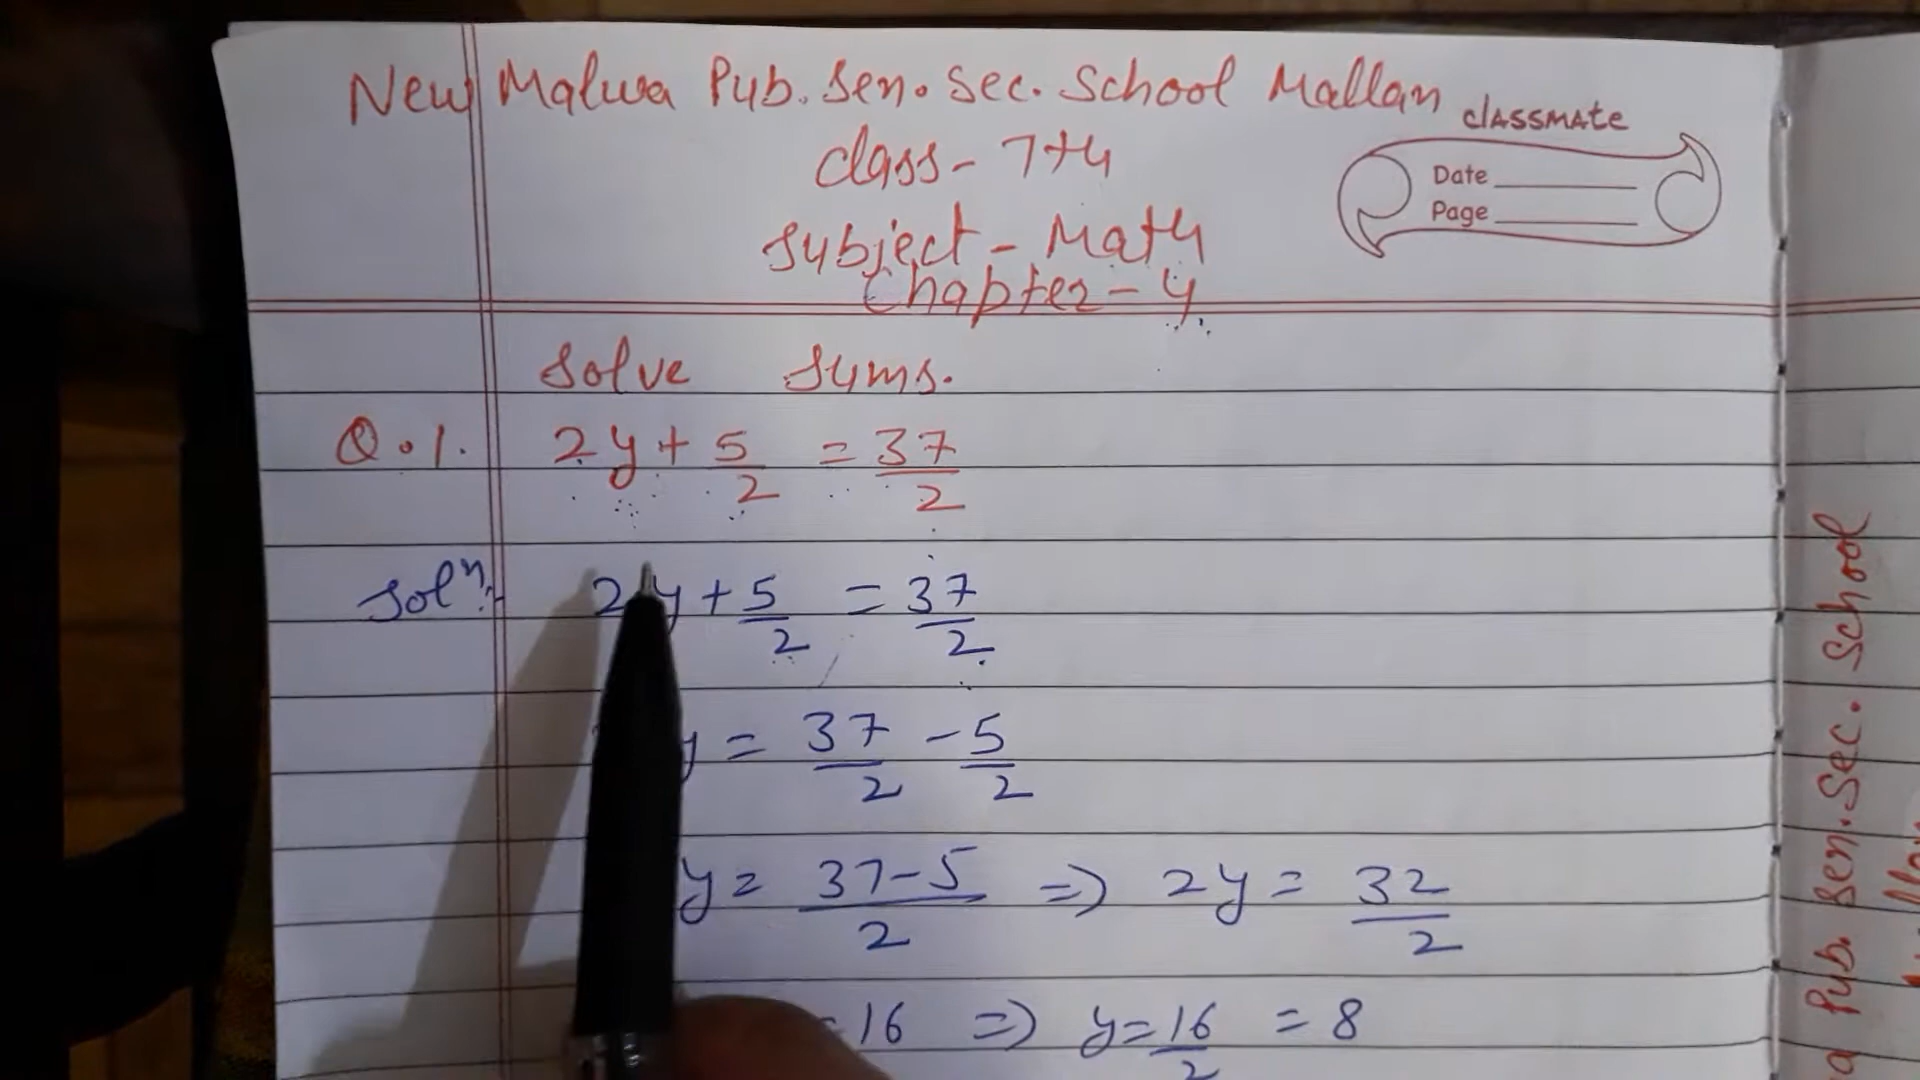 New Malwa Pub. Sen. Sec. School Mallan
classmate
class - 7th
Date
Page
Subject - Math
Chapter - 4
Solve Sums.
Q.1. 2y + 5/2 = 37/2
Solⁿ: 2y + 5/2 = 37/2
y = 37/2 - 5/2
y = 37-5/2 => 2y = 32/2
= 16 => y = 16/2 = 8
Pub. Sen. Sec. School